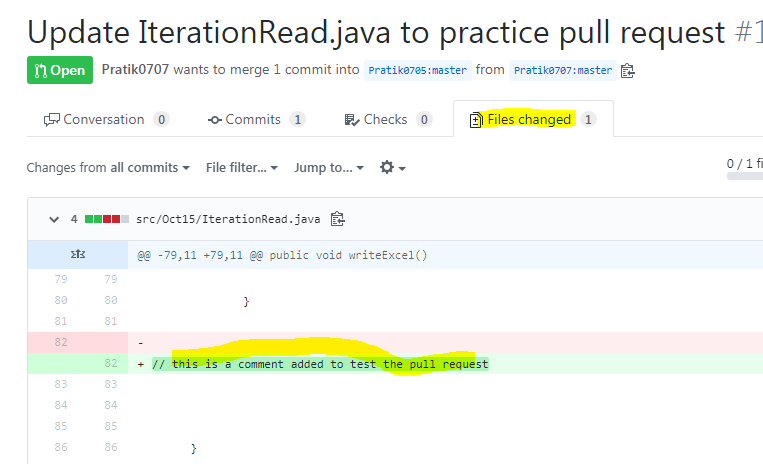 Update IterationRead.java to practice pull request #1
Open Pratik0707 wants to merge 1 commit into Pratik0705:master from Pratik0707:master
Conversation 0 Commits 1 Checks 0 Files changed 1
Changes from all commits File filter... Jump to... 0 / 1 fi
4 src/Oct15/IterationRead.java
@@ -79,11 +79,11 @@ public void writeExcel()
79 79
80 80 }
81 81
82 -
82 + // this is a comment added to test the pull request
83 83
84 84
85 85
86 86 }